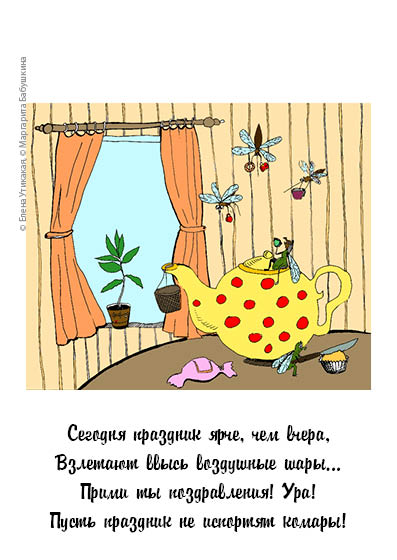 © Елена Утикакая, © Маргарита Бабушкина
Сегодня праздник ярче, чем вчера,
Взлетают ввысь воздушные шары...
Прими ты поздравления! Ура!
Пусть праздник не испортят комары!